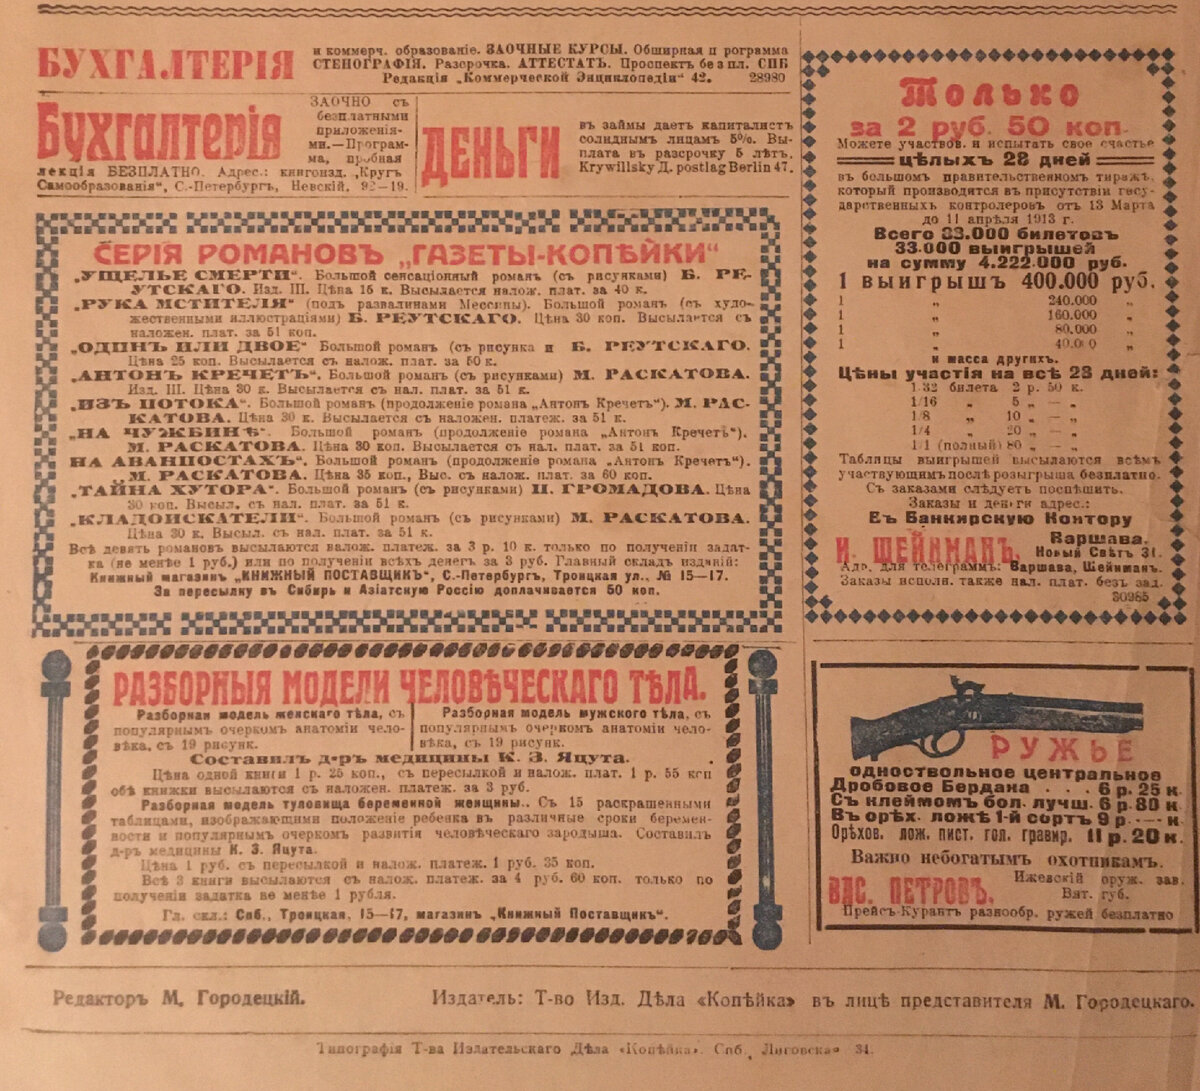 БУХГАЛТЕРІЯ
и коммерч. образованіе. ЗАОЧНЫЕ КУРСЫ. Обширная п рограмма
СТЕНОГРАФІЯ. Разсрочка. АТТЕСТАТЪ. Проспектъ безпл. СПБ
Редакція „Коммерческой Энциклопедіи“ 42. 28980
Бухгалтерія
ЗАОЧНО съ
безплатными
приложенія-
ми.—Програм-
ма, пробная
лекція БЕЗПЛАТНО. Адрес.: книгоизд. „Кругъ
Самообразованія“, С.-Петербургъ, Невскій, 92—19.
ДЕНЬГИ
въ займы даетъ капиталистъ
солиднымъ лицамъ 5%. Вы-
плата въ разсрочку 5 лѣтъ.
Krywillsky Д. postlag Berlin 47.
СЕРІЯ РОМАНОВЪ „ГАЗЕТЫ-КОПѢЙКИ“
„УЩЕЛЬЕ СМЕРТИ“. Большой сенсаціонный романъ (съ рисунками) Б. РЕ-
УТСКАГО. Изд. III. Цѣна 15 к. Высылается налож. плат. за 40 к.
„РУКА МСТИТЕЛЯ“ (подъ развалинами Мессины). Большой романъ (съ худо-
жественными иллюстраціями) Б. РЕУТСКАГО. Цѣна 30 коп. Высылается съ
наложен. плат. за 51 коп.
„ОДИНЪ ИЛИ ДВОЕ“ Большой романъ (съ рисунка и Б. РЕУТСКАГО.
Цѣна 25 коп. Высылается съ налож. плат. за 50 к.
„АНТОНЪ КРЕЧЕТЪ“. Большой романъ (съ рисунками) М. РАСКАТОВА.
Изд. III. Цѣна 30 к. Высылается съ нал. плат. за 51 к.
„ИЗЪ ПОТОКА“. Большой романъ (продолженіе романа „Антонъ Кречетъ“). М. РАС-
КАТОВА. Цѣна 30 к. Высылается съ наложен. платеж. за 51 к.
„НА ЧУЖБИНѢ“. Большой романъ (продолженіе романа „Антонъ Кречетъ“).
М. РАСКАТОВА. Цѣна 30 коп. Высылается съ нал. плат. за 51 коп.
НА АВАНПОСТАХЪ“. Большой романъ (продолженіе романа „Антонъ Кречетъ“).
М. РАСКАТОВА. Цѣна 35 коп., Выс. съ налож. плат. за 60 коп.
„ТАЙНА ХУТОРА“. Большой романъ (съ рисунками) П. ГРОМАДОВА. Цѣна
30 коп. Высыл. съ нал. плат. за 51 к.
„КЛАДОИСКАТЕЛИ“. Большой романъ (съ рисунками) М. РАСКАТОВА.
Цѣна 30 к. Высыл. съ нал. плат. за 51 к.
Всѣ девять романовъ высылаются налож. платеж. за 3 р. 10 к. только по полученіи задат-
ка (не менѣе 1 руб.) или по полученіи всѣхъ денегъ за 3 руб. Главный складъ изданій:
Книжный магазинъ „КНИЖНЫЙ ПОСТАВЩИКЪ“, С.-Петербургъ, Троицкая ул., № 15—17.
За пересылку въ Сибирь и Азіатскую Россію доплачивается 50 коп.
РАЗБОРНЫЯ МОДЕЛИ ЧЕЛОВѢЧЕСКАГО ТѢЛА.
Разборная модель женскаго тѣла, съ
популярнымъ очеркомъ анатоміи чело-
вѣка, съ 19 рисунк.
Разборная модель мужского тѣла, съ
популярнымъ очеркомъ анатоміи чело-
вѣка, съ 19 рисунк.
Составилъ д-ръ медицины К. З. Яцута.
Цѣна одной книги 1 р. 25 коп., съ пересылкой и налож. плат. 1 р. 55 коп
обѣ книжки высылаются съ наложен. платеж. за 3 руб.
Разборная модель туловища беременной женщины.. Съ 15 раскрашенными
таблицами, изображающими положеніе ребенка въ различные сроки беремен-
ности и популярнымъ очеркомъ развитія человѣческаго зародыша. Составилъ
д-ръ медицины К. З. Яцута.
Цѣна 1 руб. съ пересылкой и налож. платеж. 1 руб. 35 коп.
Всѣ 3 книги высылаются съ налож. платеж. за 4 руб. 60 коп. только по
полученіи задатка не менѣе 1 рубля.
Гл. скл.: Спб., Троицкая, 15—17, магазинъ „Книжный Поставщикъ“.
Только
за 2 руб. 50 коп.
Можете участвов. и испытать свое счастье
ЦѢЛЫХЪ 28 ДНЕЙ
въ большомъ правительственномъ тиражѣ,
который производятся въ присутствіи госу-
дарственныхъ контролеровъ отъ 13 Марта
до 11 апрѣля 1913 г.
Всего 33.000 билетовъ
33.000 выигрышей
на сумму 4.222.000 руб.
1 выигрышъ 400.000 руб.
1 „ 240.000 „
1 „ 160.000 „
1 „ 80.000 „
1 „ 40.000 „
и масса другихъ.
Цѣны участія на всѣ 28 дней:
1/32 билета 2 р. 50 к.
1/16 „ 5 „ — „
1/8 „ 10 „ — „
1/4 „ 20 „ — „
1/1 (полный) 80 „ — „
Таблицы выигрышей высылаются всѣмъ
участвующимъ послѣ розыгрыша безплатно.
Съ заказами слѣдуетъ поспѣшить.
Заказы и деньги адрес.:
Въ Банкирскую Контору
И. ШЕЙНМАНЪ,
Варшава.
Новый Свѣтъ 31.
Адр. для телеграммъ: Варшава, Шейнманъ.
Заказы исполн. также нал. плат. безъ зад.
30985
РУЖЬЕ
одноствольное центральное
Дробовое Бердана . . . 6 р. 25 к.
Съ клеймомъ бол. лучш. 6 р. 80 к.
Въ орѣх. ложѣ 1-й сортъ 9 р. — к.
Орѣхов. лож. пист. гол. гравир. 11 р. 20 к.
Важно небогатымъ охотникамъ.
ВАС. ПЕТРОВЪ.
Ижевскій оруж. зав.
Вят. губ.
Прейсъ-Курантъ разнообр. ружей безплатно
Редакторъ М. Городецкій.
Издатель: Т-во Изд. Дѣла «Копѣйка» въ лицѣ представителя М. Городецкаго.
Типографія Т-ва Издательскаго Дѣла «Копѣйка». Спб., Лиговская 34.